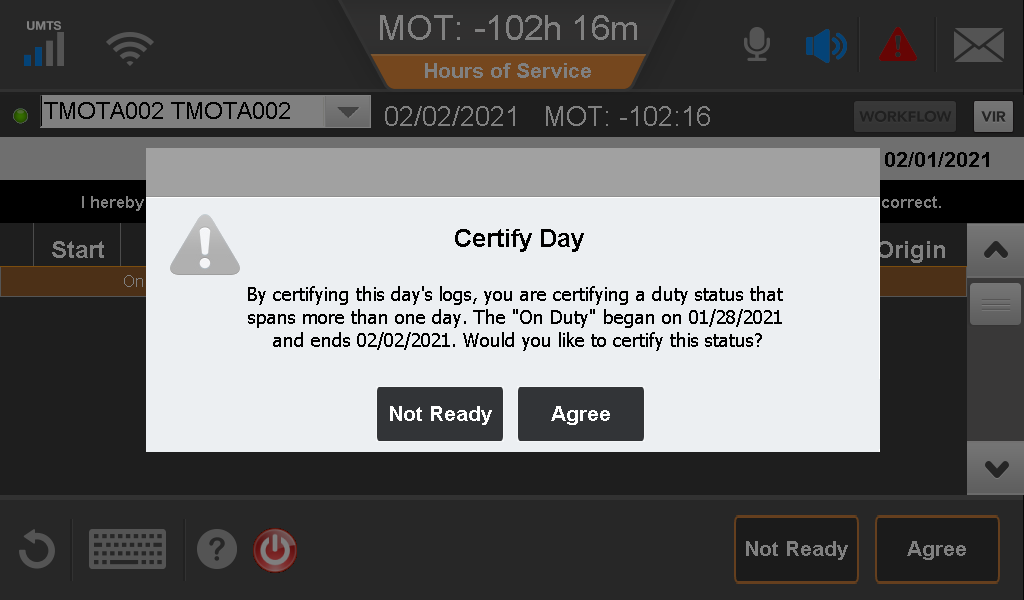 UMTS
MOT: -102h 16m
Hours of Service
TMOTA002 TMOTA002
02/02/2021
MOT: -102:16
WORKFLOW
VIR
02/01/2021
I hereby
correct.
Start
Origin
On
Certify Day
By certifying this day's logs, you are certifying a duty status that
spans more than one day. The "On Duty" began on 01/28/2021
and ends 02/02/2021. Would you like to certify this status?
Not Ready
Agree
?
Not Ready
Agree